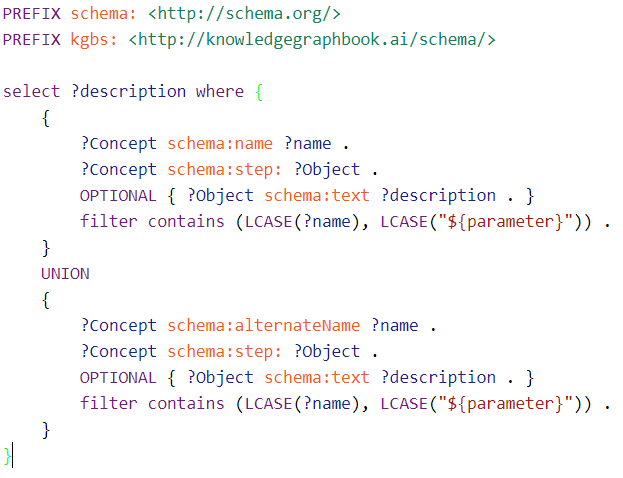 PREFIX schema: <http://schema.org/>
PREFIX kgbs: <http://knowledgegraphbook.ai/schema/>

select ?description where {
    {
        ?Concept schema:name ?name .
        ?Concept schema:step: ?Object .
        OPTIONAL { ?Object schema:text ?description . }
        filter contains (LCASE(?name), LCASE("${parameter}")) .
    }
    UNION
    {
        ?Concept schema:alternateName ?name .
        ?Concept schema:step: ?Object .
        OPTIONAL { ?Object schema:text ?description . }
        filter contains (LCASE(?name), LCASE("${parameter}")) .
    }
}